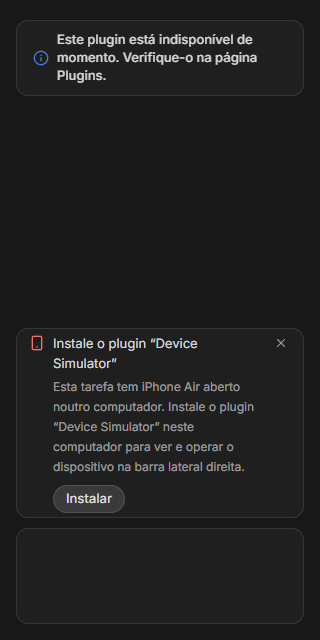 Este plugin está indisponível de
momento. Verifique-o na página
Plugins.
Instale o plugin “Device
Simulator”
Esta tarefa tem iPhone Air aberto
noutro computador. Instale o plugin
“Device Simulator” neste
computador para ver e operar o
dispositivo na barra lateral direita.
Instalar